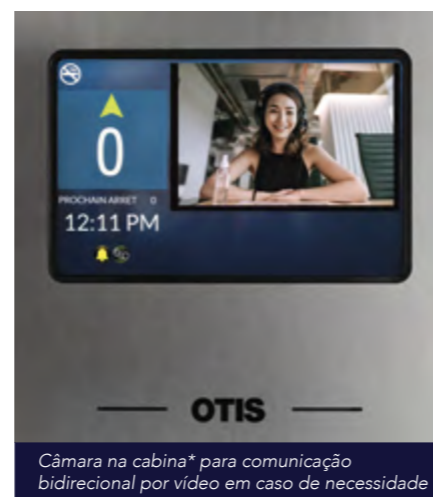 0
PROCHAIN ARRET 0
12:11 PM
OTIS
Câmara na cabina* para comunicação
bidirecional por vídeo em caso de necessidade